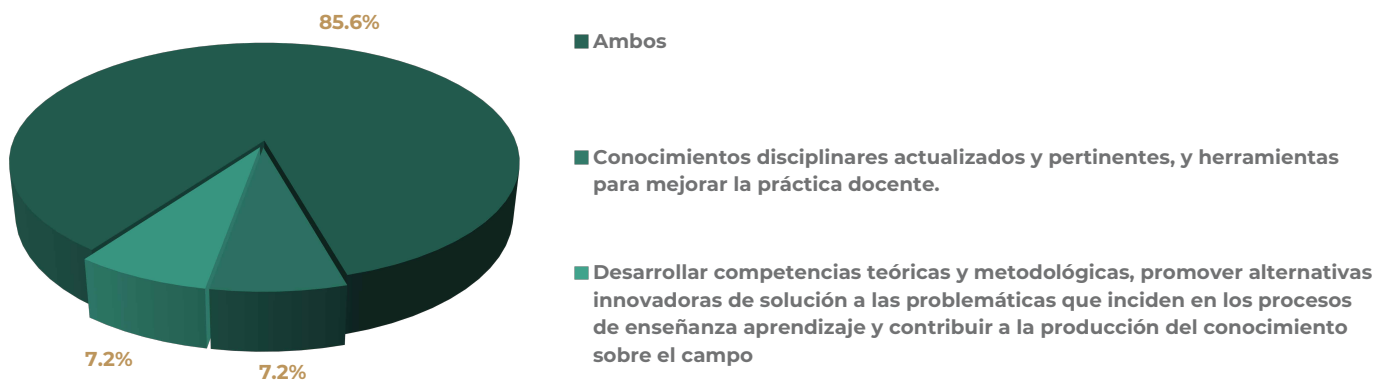 85.6%
Ambos
Conocimientos disciplinares actualizados y pertinentes, y herramientas
para mejorar la práctica docente.
Desarrollar competencias teóricas y metodológicas, promover alternativas
innovadoras de solución a las problemáticas que inciden en los procesos
de enseñanza aprendizaje y contribuir a la producción del conocimiento
sobre el campo
7.2%
7.2%